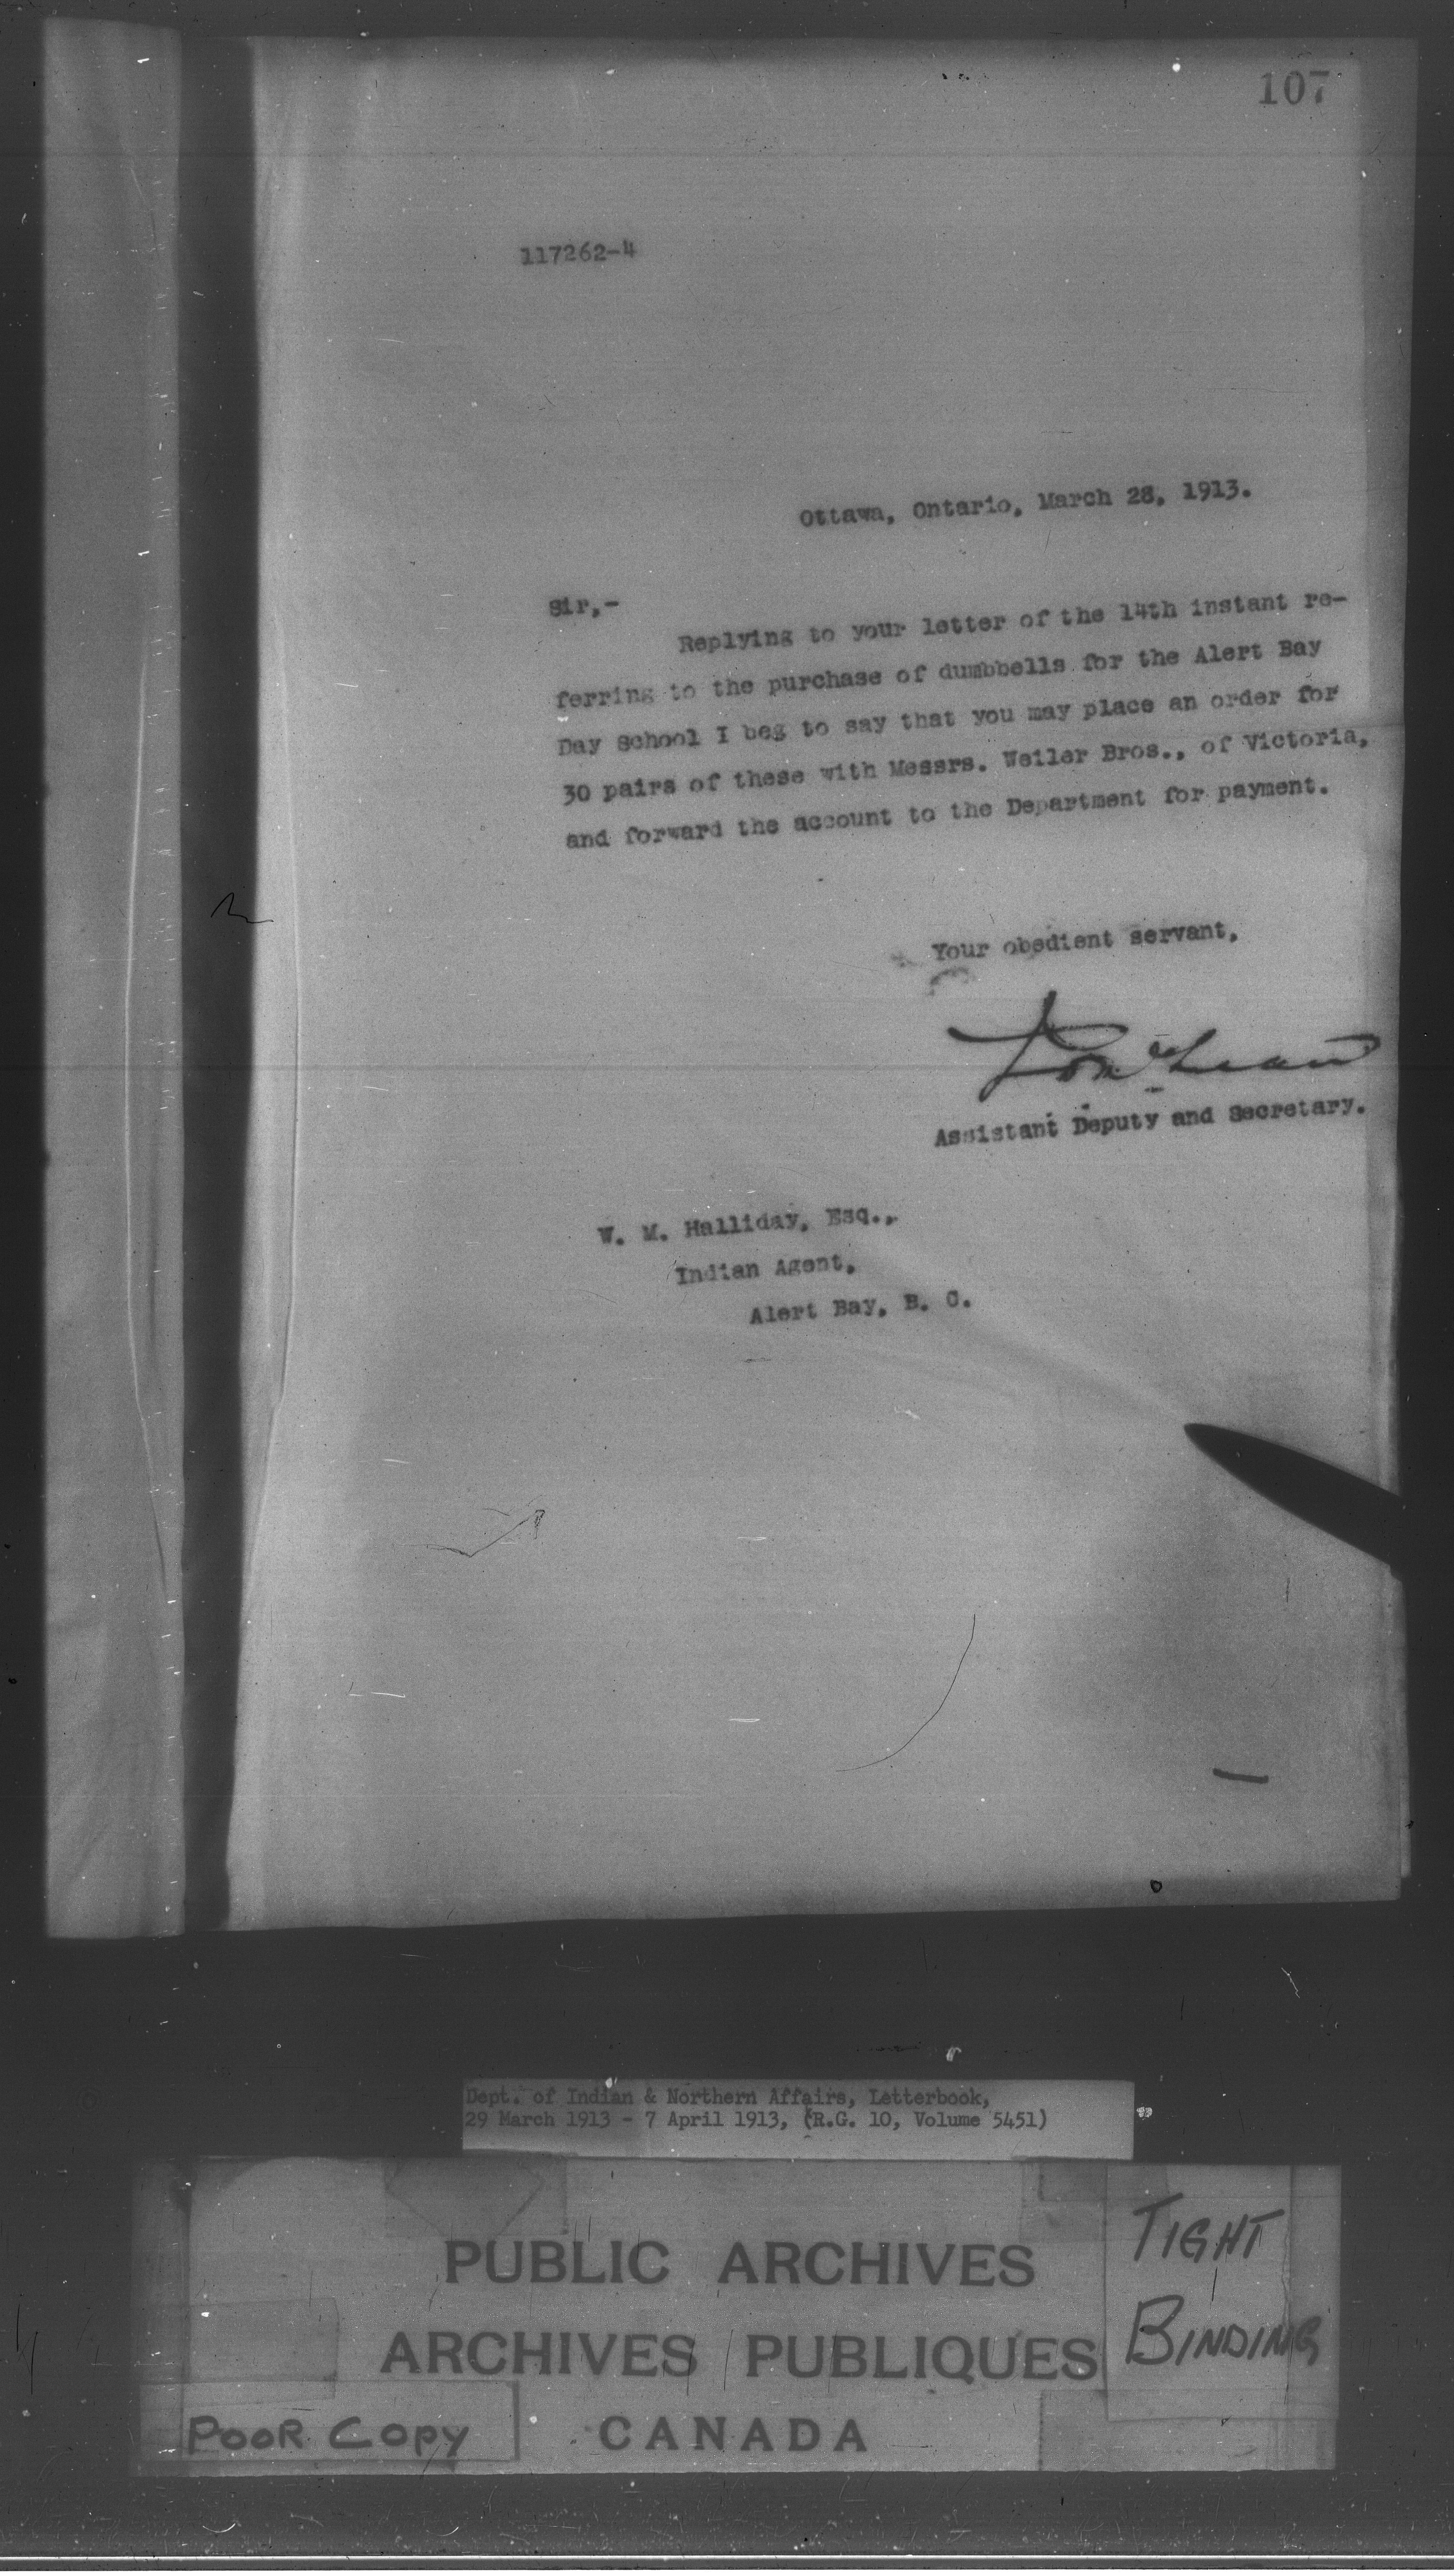 107
117262-4
Ottawa, Ontario, March 28, 1913.
Sir,-
Replying to your letter of the 14th instant re-
ferring to the purchase of dumbbells for the Alert Bay
Day School I beg to say that you may place an order for
30 pairs of these with Messrs. Weiler Bros., of Victoria,
and forward the account to the Department for payment.
Your obedient servant,
Assistant Deputy and Secretary.
W. M. Halliday, Esq.,
Indian Agent,
Alert Bay, B. C.
Dept. of Indian & Northern Affairs, Letterbook,
29 March 1913 - 7 April 1913, (R.G. 10, Volume 5451)
PUBLIC ARCHIVES
ARCHIVES PUBLIQUES
CANADA
TIGHT
BINDING
POOR COPY